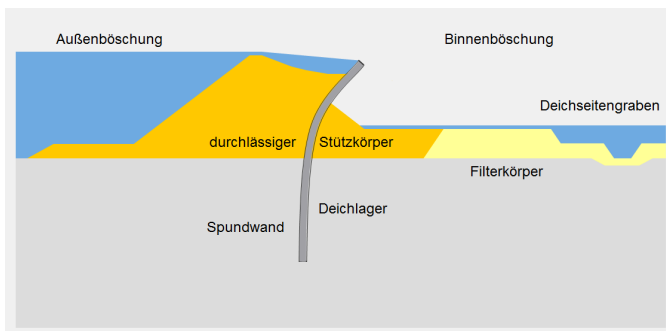 Außenböschung
Binnenböschung
Deichseitengraben
durchlässiger Stützkörper
Filterkörper
Deichlager
Spundwand